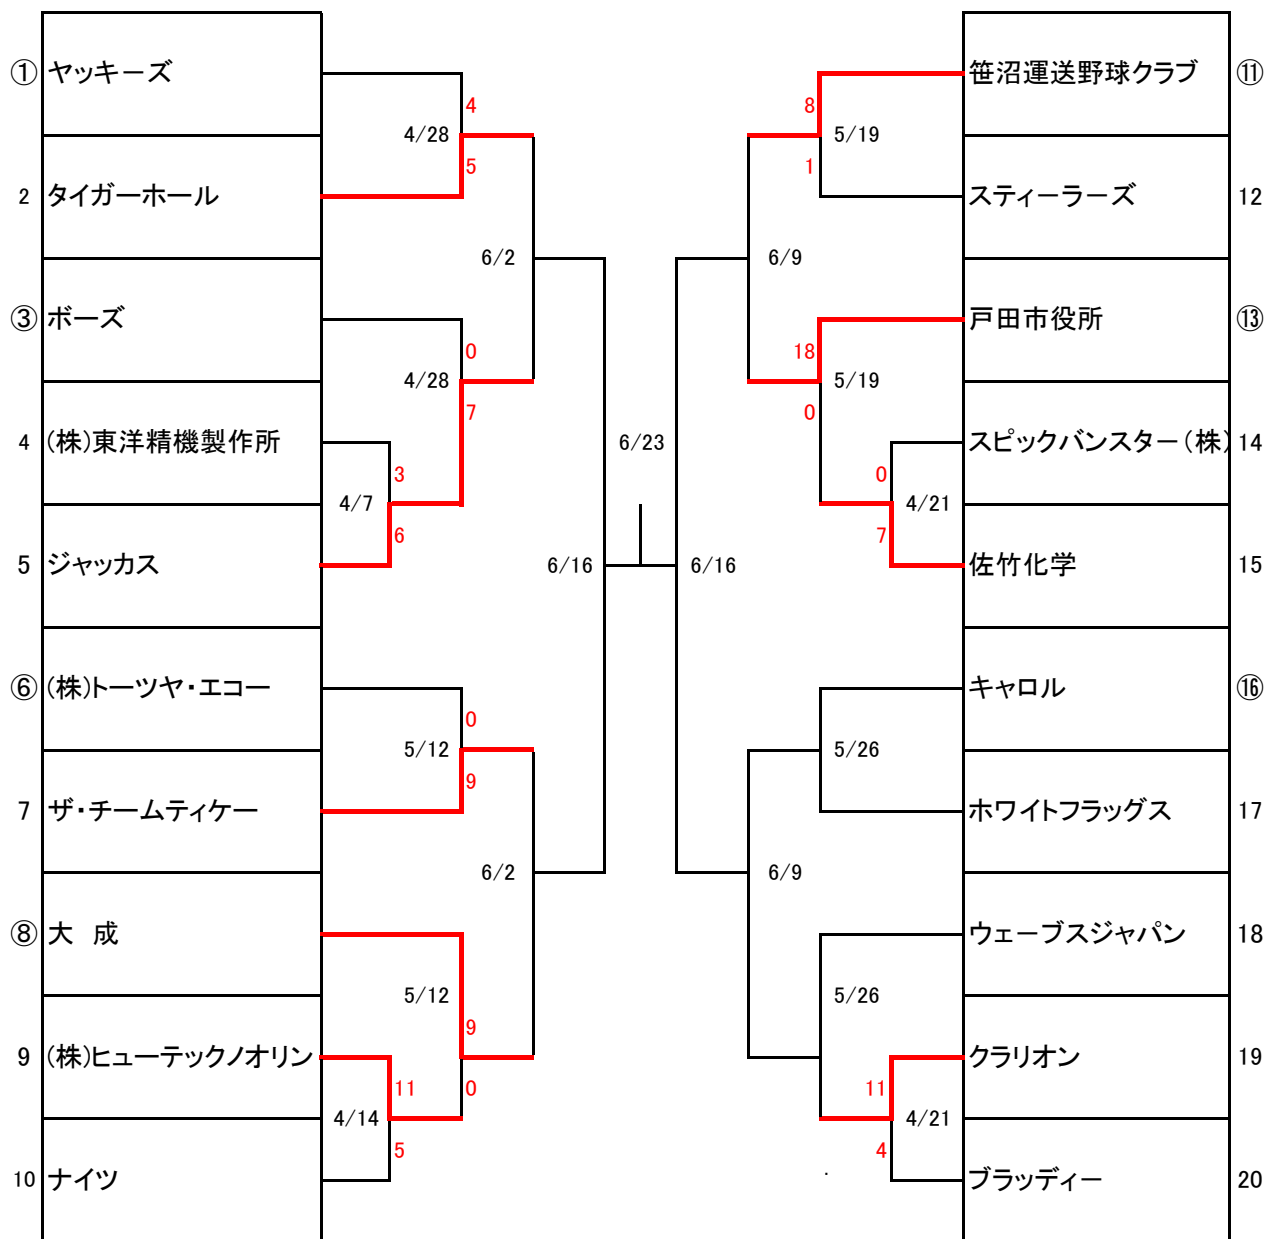 ① ヤッキーズ
4
4/28
5
2 タイガーホール
6/2
③ ボーズ
0
4/28
7
4 (株)東洋精機製作所
3
4/7
6
5 ジャッカス
6/16
⑥ (株)トーツヤ・エコー
0
5/12
9
7 ザ・チームティケー
6/2
⑧ 大 成
5/12
9
0
9 (株)ヒューテックノオリン
11
4/14
5
10 ナイツ
6/23
笹沼運送野球クラブ ⑪
8
5/19
1
スティーラーズ 12
6/9
戸田市役所 ⑬
18
5/19
0
スピックバンスター(株) 14
0
4/21
7
佐竹化学 15
6/16
キャロル ⑯
5/26
ホワイトフラッグス 17
6/9
ウェーブスジャパン 18
5/26
クラリオン 19
11
4/21
4
ブラッディー 20